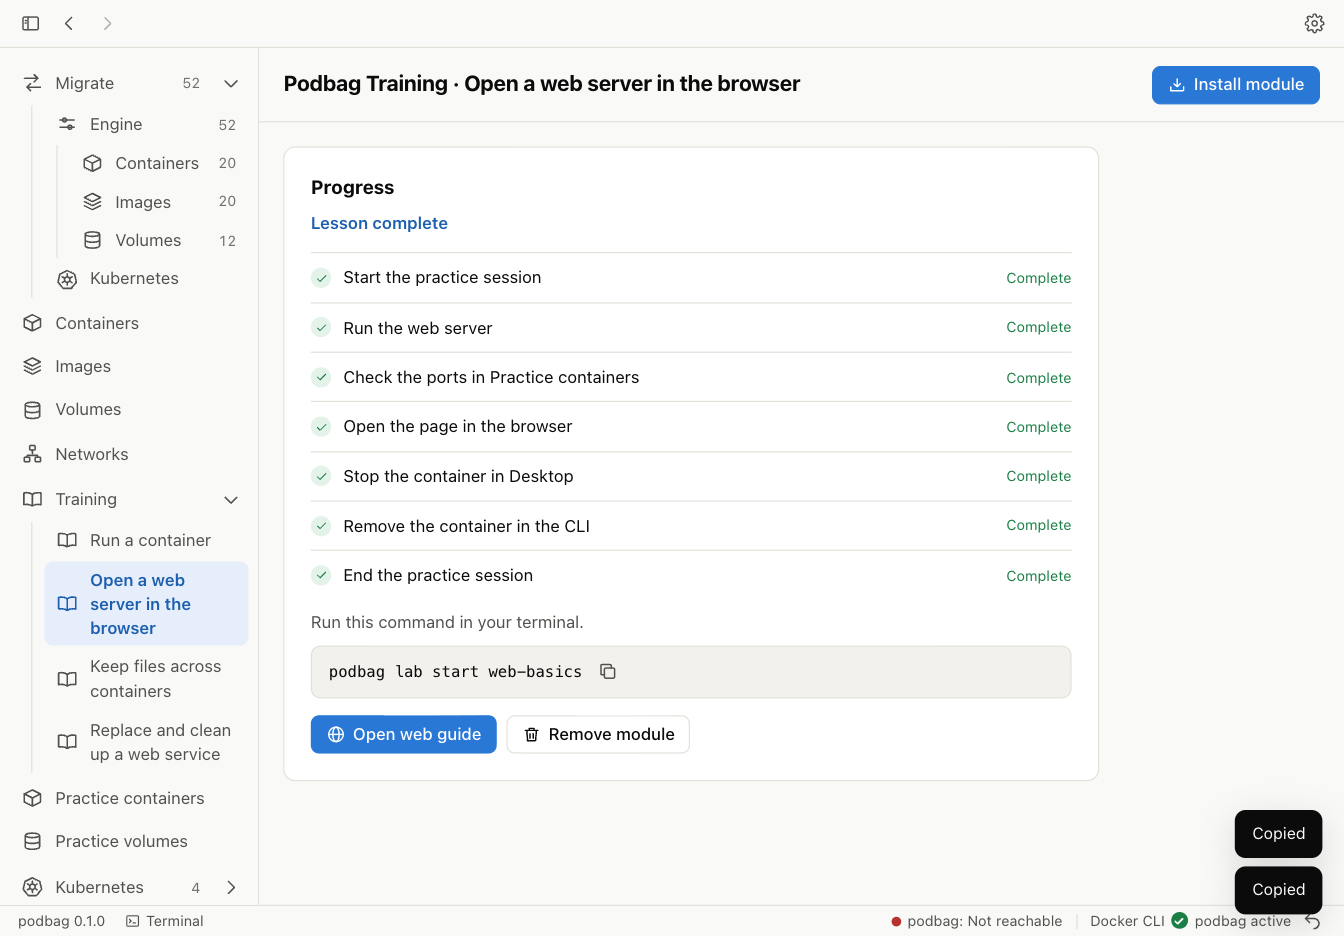 Migrate 52
Engine 52
Containers 20
Images 20
Volumes 12
Kubernetes
Containers
Images
Volumes
Networks
Training
Run a container
Open a web
server in the
browser
Keep files across
containers
Replace and clean
up a web service
Practice containers
Practice volumes
Kubernetes 4
Podbag Training · Open a web server in the browser
Install module
Progress
Lesson complete
Start the practice session Complete
Run the web server Complete
Check the ports in Practice containers Complete
Open the page in the browser Complete
Stop the container in Desktop Complete
Remove the container in the CLI Complete
End the practice session Complete
Run this command in your terminal.
podbag lab start web-basics
Open web guide Remove module
Copied
Copied
podbag 0.1.0 Terminal podbag: Not reachable Docker CLI podbag active